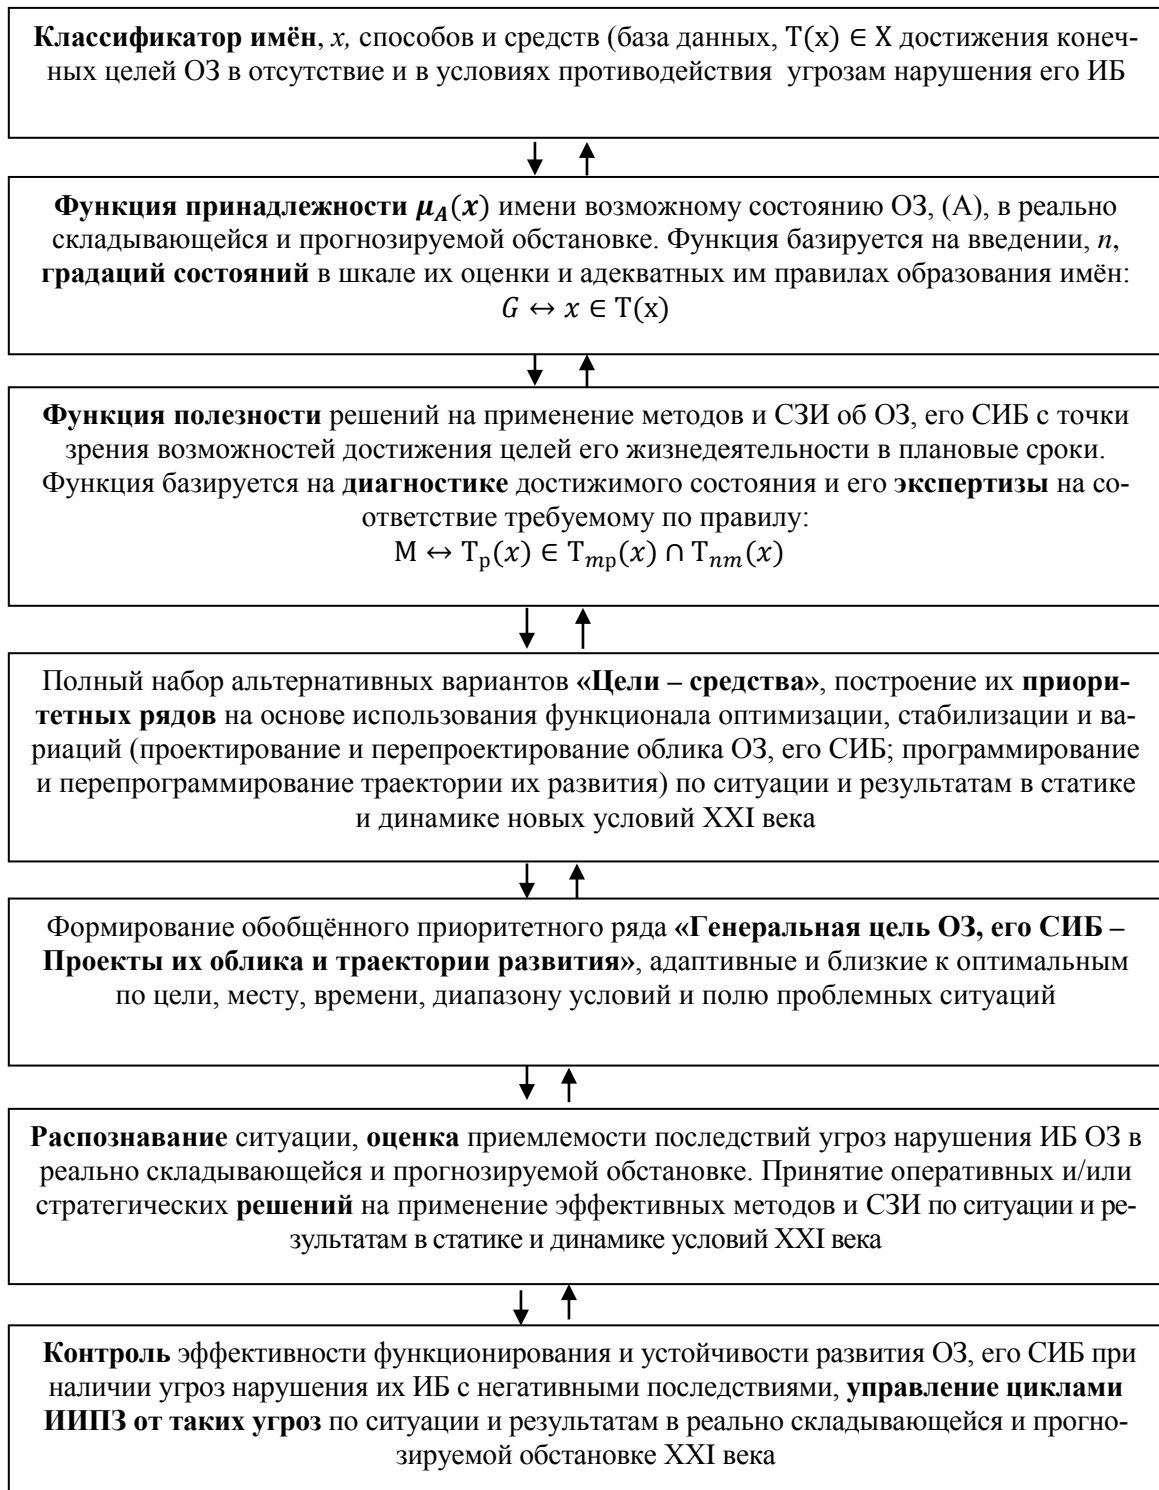 Классификатор имён, x, способов и средств (база данных, T(x) ∈ X достижения конеч-
ных целей ОЗ в отсутствие и в условиях противодействия угрозам нарушения его ИБ
Функция принадлежности μ_A(x) имени возможному состоянию ОЗ, (А), в реально
складывающейся и прогнозируемой обстановке. Функция базируется на введении, n,
градаций состояний в шкале их оценки и адекватных им правилах образования имён:
G ↔ x ∈ T(x)
Функция полезности решений на применение методов и СЗИ об ОЗ, его СИБ с точки
зрения возможностей достижения целей его жизнедеятельности в плановые сроки.
Функция базируется на диагностике достижимого состояния и его экспертизы на со-
ответствие требуемому по правилу:
M ↔ T_р(x) ∈ T_mр(x) ∩ T_nm(x)
Полный набор альтернативных вариантов «Цели – средства», построение их приори-
тетных рядов на основе использования функционала оптимизации, стабилизации и ва-
риаций (проектирование и перепроектирование облика ОЗ, его СИБ; программирование
и перепрограммирование траектории их развития) по ситуации и результатам в статике
и динамике новых условий XXI века
Формирование обобщённого приоритетного ряда «Генеральная цель ОЗ, его СИБ –
Проекты их облика и траектории развития», адаптивные и близкие к оптимальным
по цели, месту, времени, диапазону условий и полю проблемных ситуаций
Распознавание ситуации, оценка приемлемости последствий угроз нарушения ИБ ОЗ в
реально складывающейся и прогнозируемой обстановке. Принятие оперативных и/или
стратегических решений на применение эффективных методов и СЗИ по ситуации и ре-
зультатам в статике и динамике условий XXI века
Контроль эффективности функционирования и устойчивости развития ОЗ, его СИБ при
наличии угроз нарушения их ИБ с негативными последствиями, управление циклами
ИИПЗ от таких угроз по ситуации и результатам в реально складывающейся и прогно-
зируемой обстановке XXI века